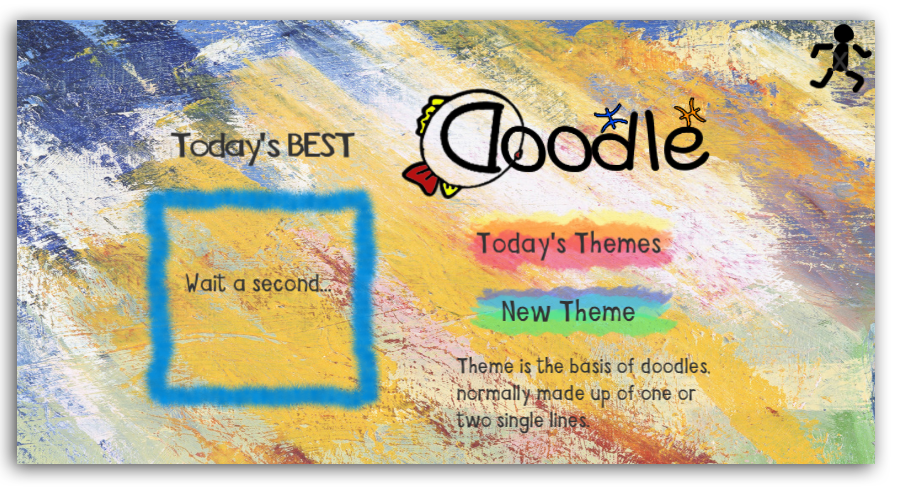 Today's BEST
Doodle
Wait a second...
Today's Themes
New Theme
Theme is the basis of doodles,
normally made up of one or
two single lines.